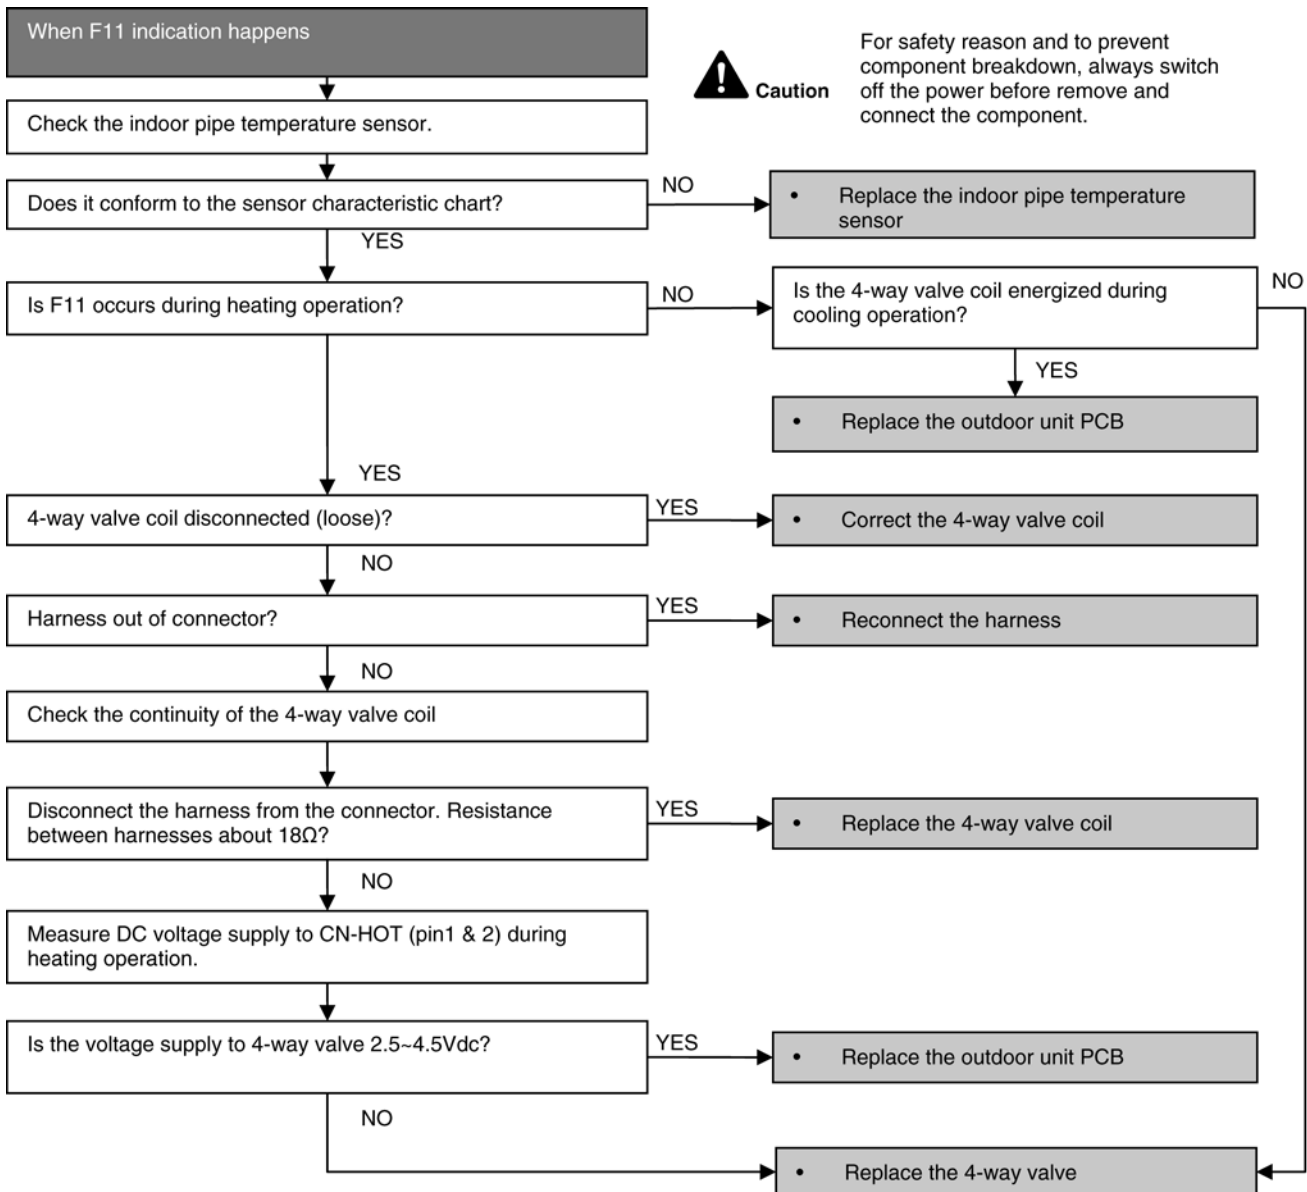 When F11 indication happens
Caution
For safety reason and to prevent
component breakdown, always switch
off the power before remove and
connect the component.
Check the indoor pipe temperature sensor.
Does it conform to the sensor characteristic chart?
NO
• Replace the indoor pipe temperature
sensor
YES
Is F11 occurs during heating operation?
NO
Is the 4-way valve coil energized during
cooling operation?
NO
YES
• Replace the outdoor unit PCB
YES
4-way valve coil disconnected (loose)?
YES
• Correct the 4-way valve coil
NO
Harness out of connector?
YES
• Reconnect the harness
NO
Check the continuity of the 4-way valve coil
Disconnect the harness from the connector. Resistance
between harnesses about 18Ω?
YES
• Replace the 4-way valve coil
NO
Measure DC voltage supply to CN-HOT (pin1 & 2) during
heating operation.
Is the voltage supply to 4-way valve 2.5~4.5Vdc?
YES
• Replace the outdoor unit PCB
NO
• Replace the 4-way valve